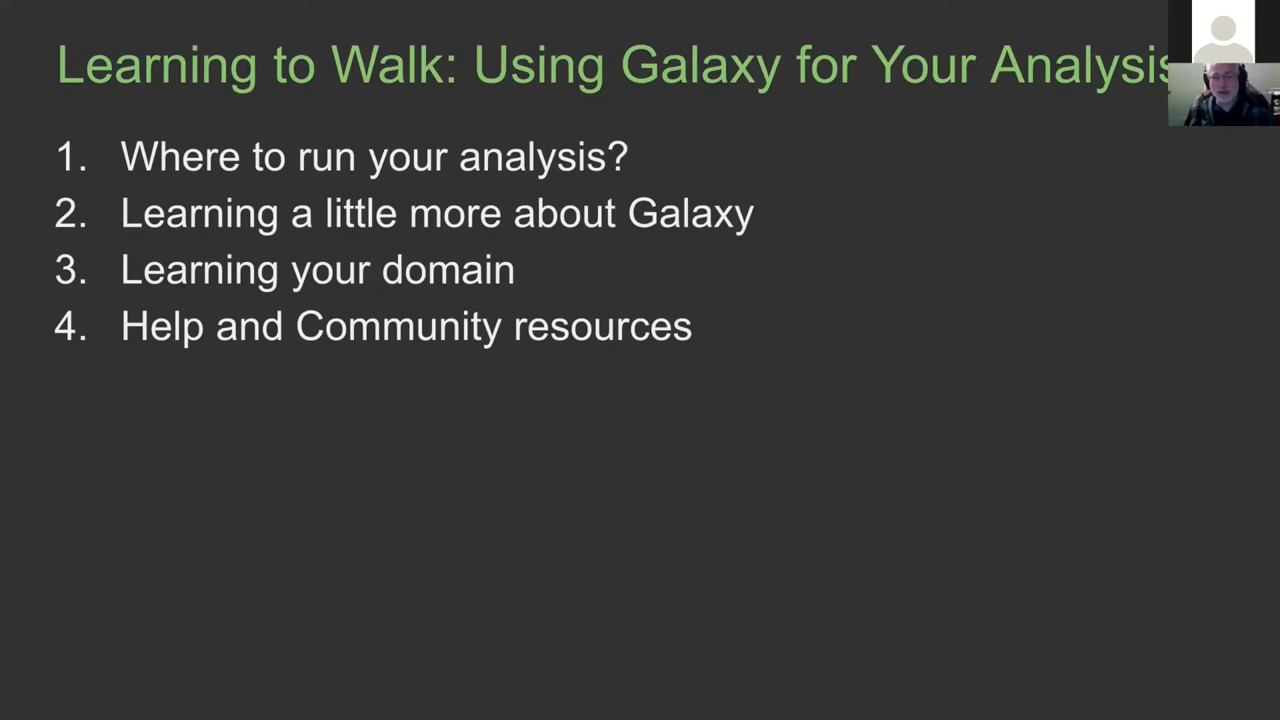 Learning to Walk: Using Galaxy for Your Analysis
1. Where to run your analysis?
2. Learning a little more about Galaxy
3. Learning your domain
4. Help and Community resources